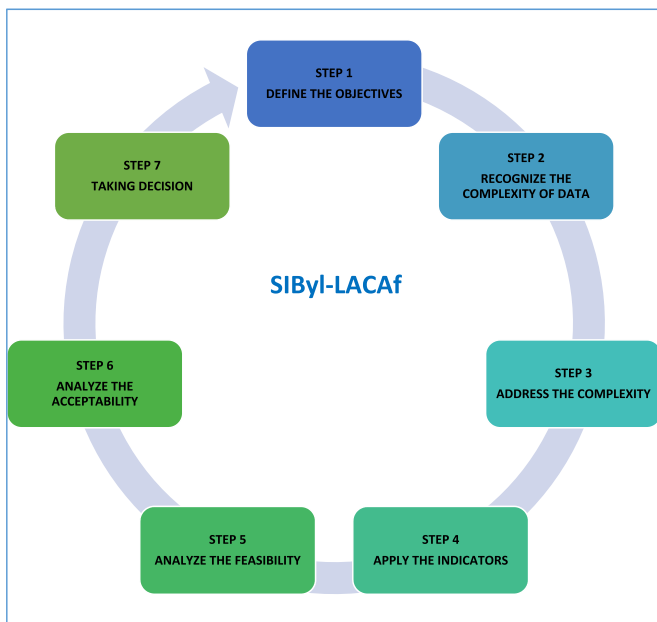 STEP 1
DEFINE THE OBJECTIVES
STEP 2
RECOGNIZE THE
COMPLEXITY OF DATA
STEP 3
ADDRESS THE COMPLEXITY
STEP 4
APPLY THE INDICATORS
STEP 5
ANALYZE THE FEASIBILITY
STEP 6
ANALYZE THE
ACCEPTABILITY
STEP 7
TAKING DECISION
SIByl-LACAf